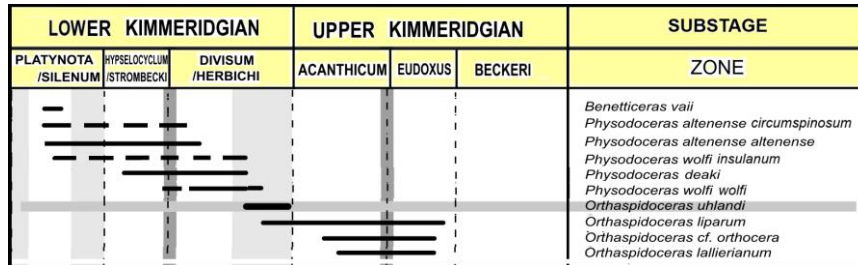 LOWER KIMMERIDGIAN UPPER KIMMERIDGIAN SUBSTAGE
PLATYNOTA
/SILENUM
HYPSELOCYCLUM
/STROMBECKI
DIVISUM
/HERBICHI
ACANTHICUM
EUDOXUS
BECKERI
ZONE
Benetticeras vaii
Physodoceras altenense circumspinosum
Physodoceras altenense altenense
Physodoceras wolfi insulanum
Physodoceras deaki
Physodoceras wolfi wolfi
Orthaspidoceras uhlandi
Orthaspidoceras liparum
Orthaspidoceras cf. orthocera
Orthaspidoceras lallierianum